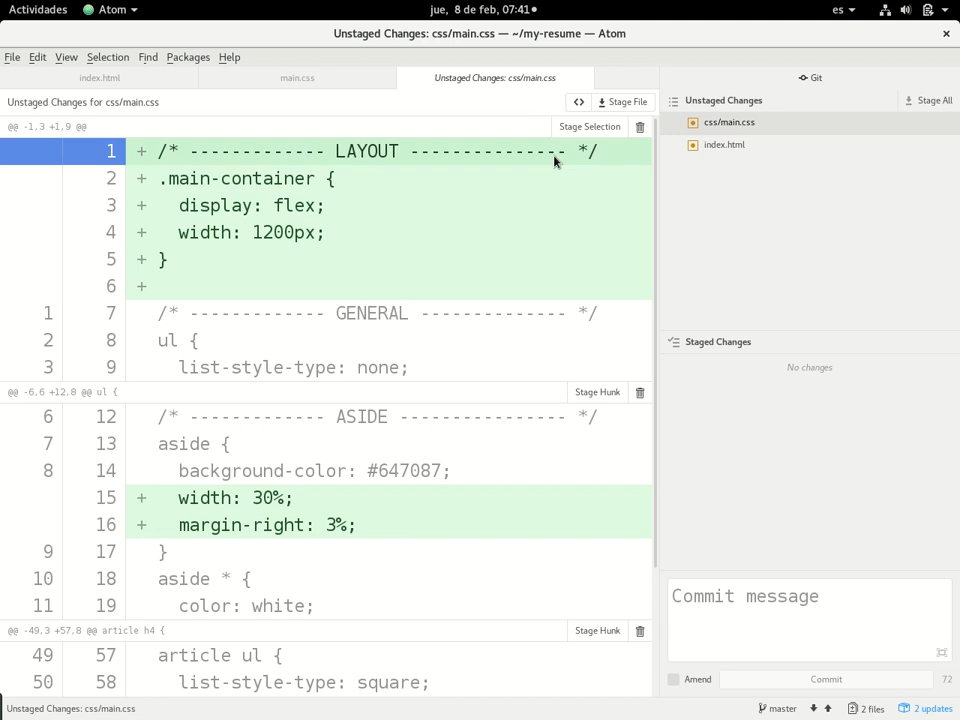 Actividades Atom jue, 8 de feb, 07:41 es
Unstaged Changes: css/main.css — ~/my-resume — Atom ×
File Edit View Selection Find Packages Help
index.html main.css Unstaged Changes: css/main.css Git
Unstaged Changes for css/main.css <> Stage File Unstaged Changes Stage All
@@ -1,3 +1,9 @@ Stage Selection
1 + /* ------------- LAYOUT --------------- */
2 + .main-container {
3 + display: flex;
4 + width: 1200px;
5 + }
6 +
1 7 /* ------------- GENERAL -------------- */
2 8 ul {
3 9 list-style-type: none;
@@ -6,6 +12,8 @@ ul { Stage Hunk
6 12 /* ------------- ASIDE ---------------- */
7 13 aside {
8 14 background-color: #647087;
15 + width: 30%;
16 + margin-right: 3%;
9 17 }
10 18 aside * {
11 19 color: white;
@@ -49,3 +57,8 @@ article h4 { Stage Hunk
49 57 article ul {
50 58 list-style-type: square;
css/main.css
index.html
Staged Changes
No changes
Commit message
Amend Commit 72
Unstaged Changes: css/main.css master 2 files 2 updates